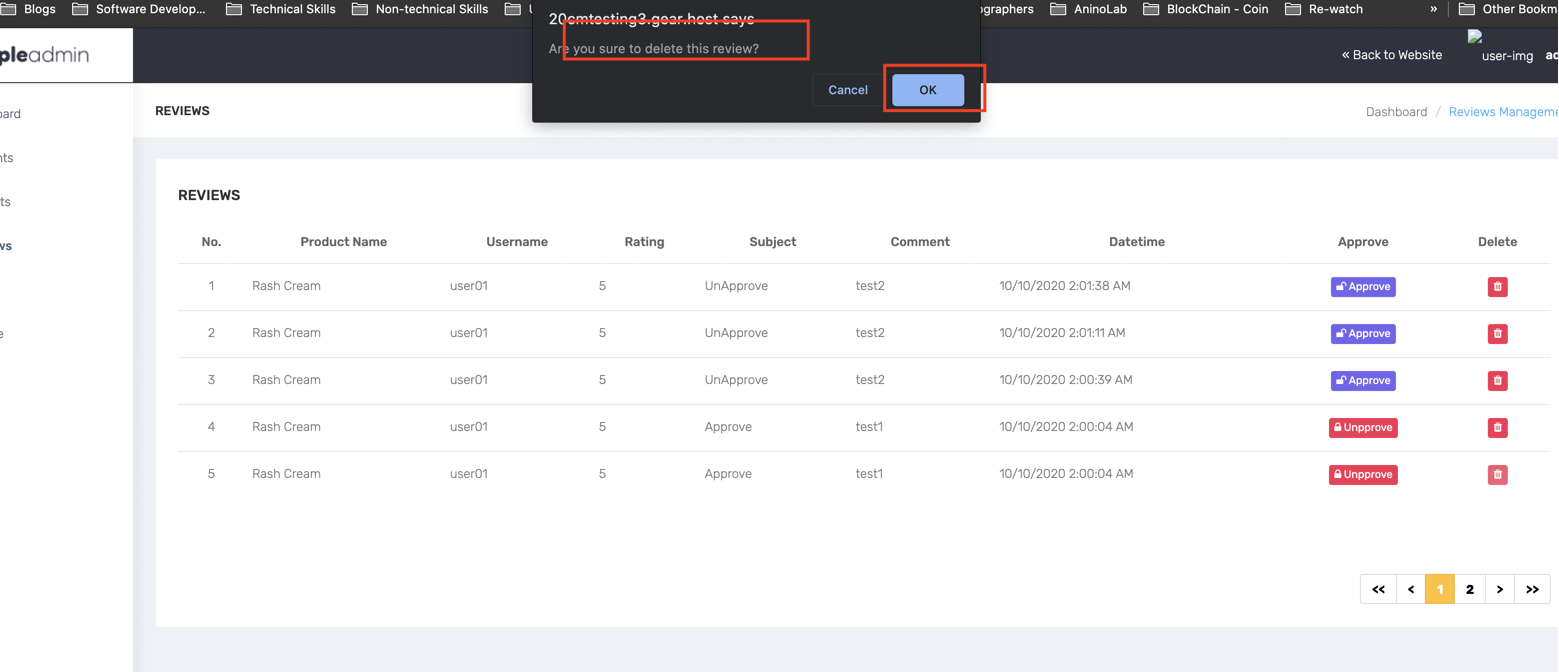 Blogs Software Develop... Technical Skills Non-technical Skills AninoLab BlockChain - Coin Re-watch » Other Bookm
20cmtesting3.gear.host says
Are you sure to delete this review?
Cancel OK
pleadmin
« Back to Website user-img
REVIEWS
Dashboard / Reviews Manageme
REVIEWS
No. Product Name Username Rating Subject Comment Datetime Approve Delete
1 Rash Cream user01 5 UnApprove test2 10/10/2020 2:01:38 AM Approve
2 Rash Cream user01 5 UnApprove test2 10/10/2020 2:01:11 AM Approve
3 Rash Cream user01 5 UnApprove test2 10/10/2020 2:00:39 AM Approve
4 Rash Cream user01 5 Approve test1 10/10/2020 2:00:04 AM Unpprove
5 Rash Cream user01 5 Approve test1 10/10/2020 2:00:04 AM Unpprove
<< < 1 2 > >>